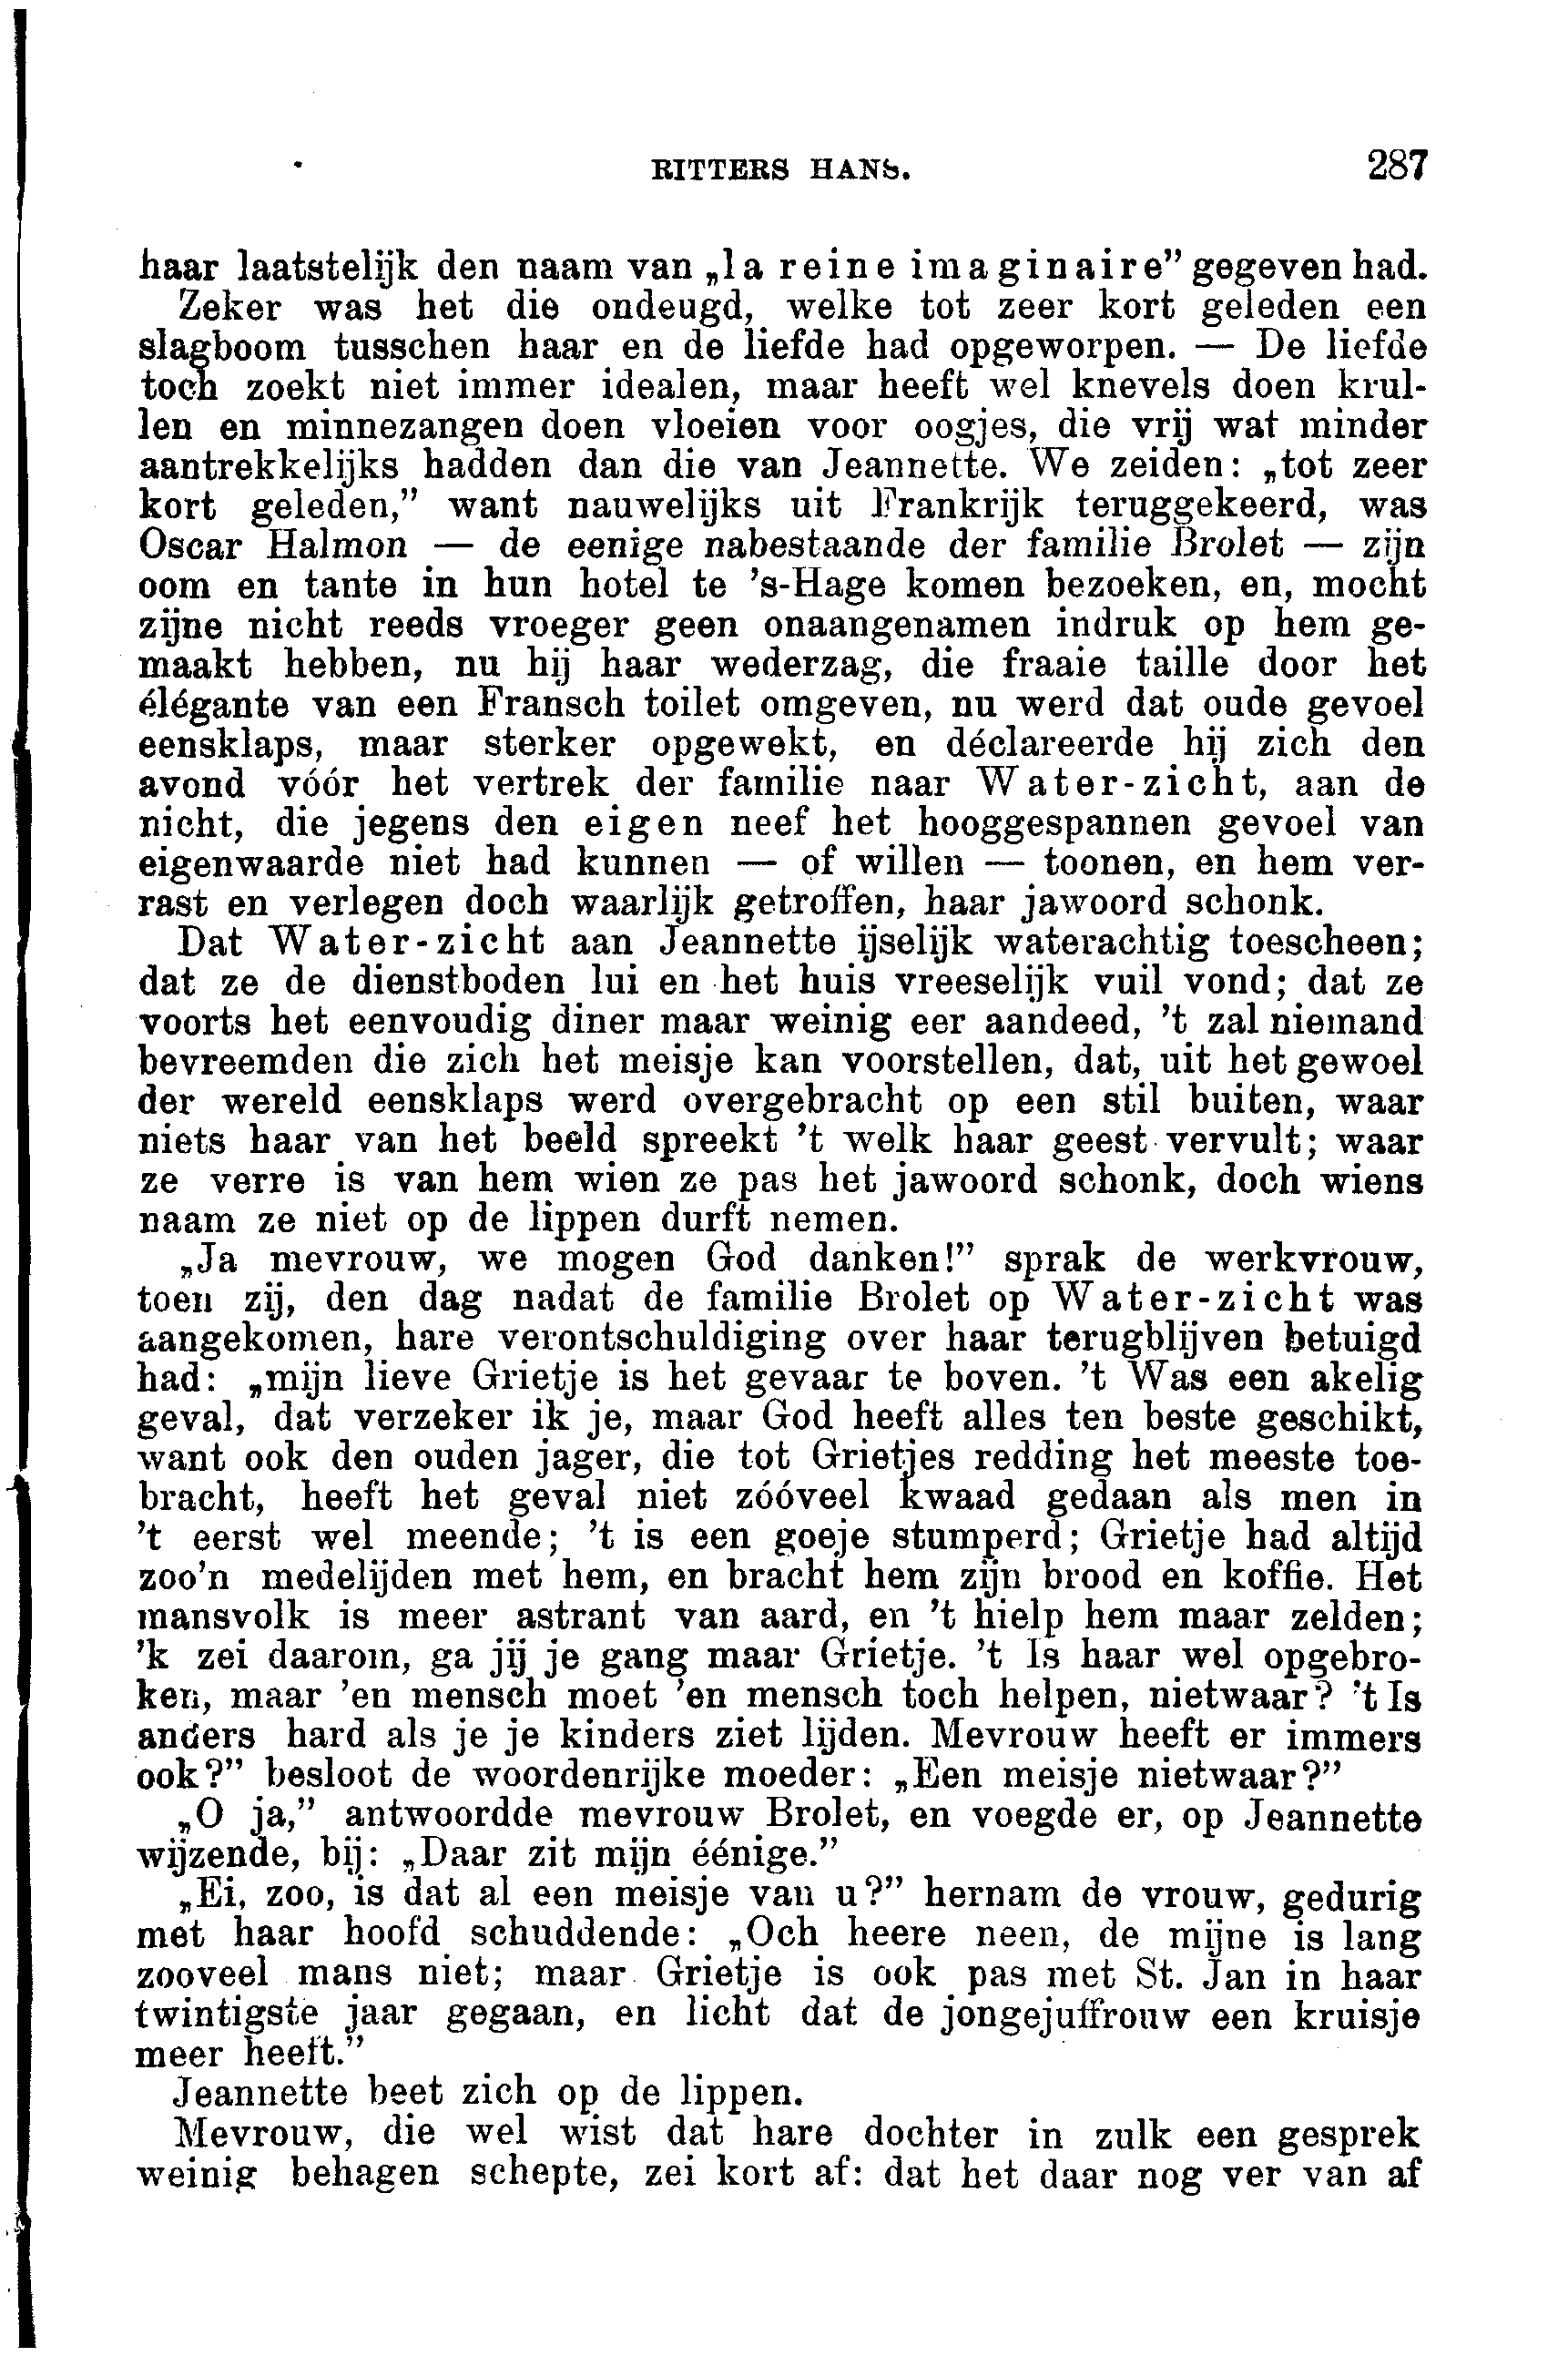 RITTERS HANS. 287
haar laatstelijk den naam van „la reine imaginaire” gegeven had.
Zeker was het die ondeugd, welke tot zeer kort geleden een
slagboom tusschen haar en de liefde had opgeworpen. — De liefde
toch zoekt niet immer idealen, maar heeft wel knevels doen krul-
len en minnezangen doen vloeien voor oogjes, die vrij wat minder
aantrekkelijks hadden dan die van Jeannette. We zeiden: „tot zeer
kort geleden,” want nauwelijks uit Frankrijk teruggekeerd, was
Oscar Halmon — de eenige nabestaande der familie Brolet — zijn
oom en tante in hun hotel te 's-Hage komen bezoeken, en, mocht
zijne nicht reeds vroeger geen onaangenamen indruk op hem ge-
maakt hebben, nu hij haar wederzag, die fraaie taille door het
élégante van een Fransch toilet omgeven, nu werd dat oude gevoel
eensklaps, maar sterker opgewekt, en déclareerde hij zich den
avond vóór het vertrek der familie naar Water-zicht, aan de
nicht, die jegens den eigen neef het hooggespannen gevoel van
eigenwaarde niet had kunnen — of willen — toonen, en hem ver-
rast en verlegen doch waarlijk getroffen, haar jawoord schonk.
Dat Water-zicht aan Jeannette ijselijk waterachtig toescheen;
dat ze de dienstboden lui en het huis vreeselijk vuil vond; dat ze
voorts het eenvoudig diner maar weinig eer aandeed, 't zal niemand
bevreemden die zich het meisje kan voorstellen, dat, uit het gewoel
der wereld eensklaps werd overgebracht op een stil buiten, waar
niets haar van het beeld spreekt 't welk haar geest vervult; waar
ze verre is van hem wien ze pas het jawoord schonk, doch wiens
naam ze niet op de lippen durft nemen.
„Ja mevrouw, we mogen God danken!” sprak de werkvrouw,
toen zij, den dag nadat de familie Brolet op Water-zicht was
aangekomen, hare verontschuldiging over haar terugblijven betuigd
had: „mijn lieve Grietje is het gevaar te boven. 't Was een akelig
geval, dat verzeker ik je, maar God heeft alles ten beste geschikt,
want ook den ouden jager, die tot Grietjes redding het meeste toe-
bracht, heeft het geval niet zóóveel kwaad gedaan als men in
't eerst wel meende; 't is een goeje stumperd; Grietje had altijd
zoo'n medelijden met hem, en bracht hem zijn brood en koffie. Het
mansvolk is meer astrant van aard, en 't hielp hem maar zelden;
'k zei daarom, ga jij je gang maar Grietje. 't Is haar wel opgebro-
ken, maar 'en mensch moet 'en mensch toch helpen, nietwaar? 't Is
anders hard als je je kinders ziet lijden. Mevrouw heeft er immers
ook?” besloot de woordenrijke moeder: „Een meisje nietwaar?”
„O ja,” antwoordde mevrouw Brolet, en voegde er, op Jeannette
wijzende, bij: „Daar zit mijn éénige.”
„Ei, zoo, is dat al een meisje van u?” hernam de vrouw, gedurig
met haar hoofd schuddende: „Och heere neen, de mijne is lang
zooveel mans niet; maar Grietje is ook pas met St. Jan in haar
twintigste jaar gegaan, en licht dat de jongejuffrouw een kruisje
meer heeft.”
Jeannette beet zich op de lippen.
Mevrouw, die wel wist dat hare dochter in zulk een gesprek
weinig behagen schepte, zei kort af: dat het daar nog ver van af